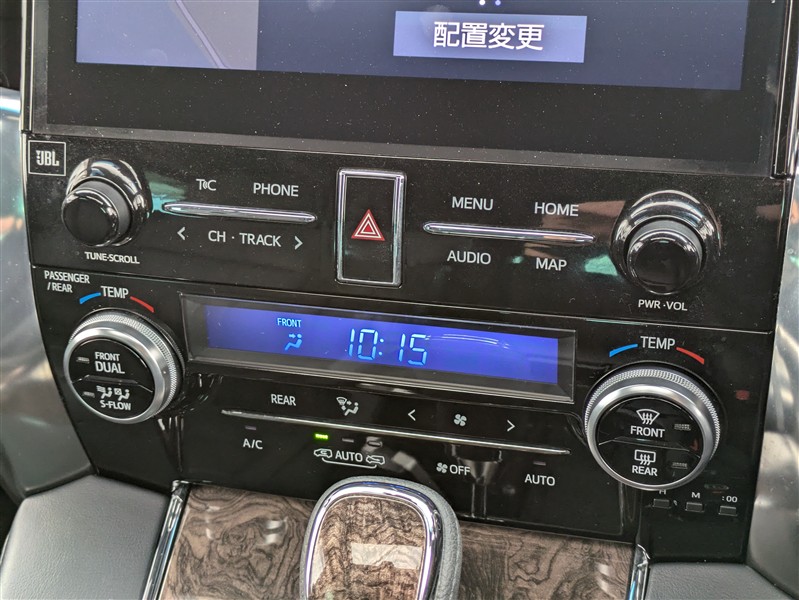 配置変更
JBL
TUNE·SCROLL
PHONE
CH · TRACK
MENU
HOME
AUDIO
MAP
PWR ·VOL
PASSENGER
/REAR
TEMP
FRONT
DUAL
S-FLOW
FRONT
10:15
TEMP
FRONT
REAR
REAR
A/C
AUTO
OFF
AUTO
H
M
:00